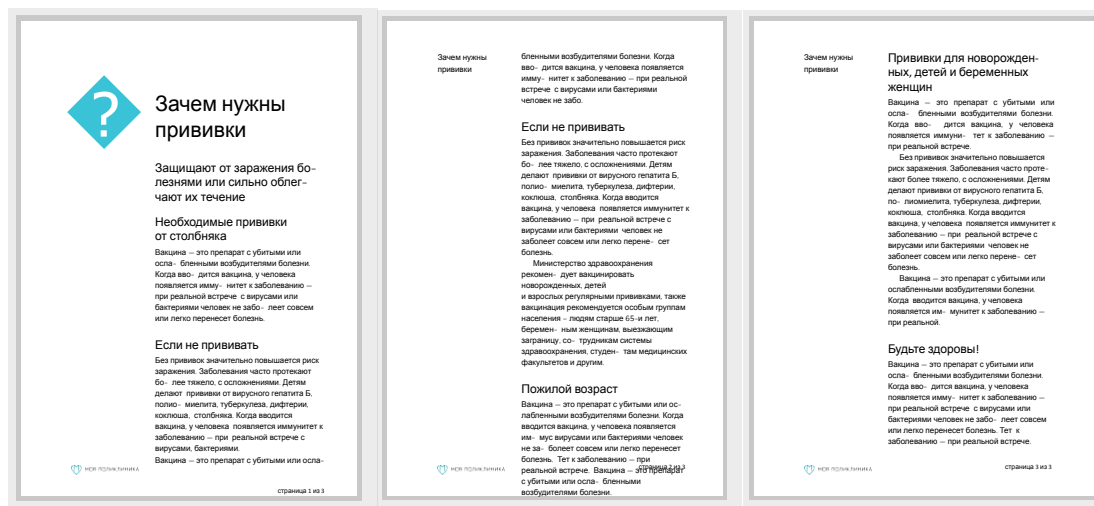 ?
Зачем нужны
прививки
Защищают от заражения бо–
лезнями или сильно облег–
чают их течение
Необходимые прививки
от столбняка
Вакцина — это препарат с убитыми или
осла– бленными возбудителями болезни.
Когда вво– дится вакцина, у человека
появляется имму– нитет к заболеванию —
при реальной встрече с вирусами или
бактериями человек не забо– леет совсем
или легко перенесет болезнь.
Если не прививать
Без прививок значительно повышается риск
заражения. Заболевания часто протекают
бо– лее тяжело, с осложнениями. Детям
делают прививки от вирусного гепатита Б,
полио– миелита, туберкулеза, дифтерии,
коклюша, столбняка. Когда вводится
вакцина, у человека появляется иммунитет к
заболеванию — при реальной встрече с
вирусами, бактериями.
Вакцина — это препарат с убитыми или осла–
МОЯ ПОЛИКЛИНИКА
страница 1 из 3
Зачем нужны
прививки
бленными возбудителями болезни. Когда
вво– дится вакцина, у человека появляется
имму– нитет к заболеванию — при реальной
встрече с вирусами или бактериями
человек не забо.
Если не прививать
Без прививок значительно повышается риск
заражения. Заболевания часто протекают
бо– лее тяжело, с осложнениями. Детям
делают прививки от вирусного гепатита Б,
полио– миелита, туберкулеза, дифтерии,
коклюша, столбняка. Когда вводится
вакцина, у человека появляется иммунитет к
заболеванию — при реальной встрече с
вирусами или бактериями человек не
заболеет совсем или легко перене– сет
болезнь.
Министерство здравоохранения
рекомен– дует вакцинировать
новорожденных, детей
и взрослых регулярными прививками, также
вакцинация рекомендуется особым группам
населения – людям старше 65-и лет,
беремен– ным женщинам, выезжающим
заграницу, со– трудникам системы
здравоохранения, студен– там медицинских
факультетов и другим.
Пожилой возраст
Вакцина — это препарат с убитыми или ос–
лабленными возбудителями болезни. Когда
вводится вакцина, у человека появляется
им– мус вирусами или бактериями человек
не за– болеет совсем или легко перенесет
болезнь. Тет к заболеванию — при
реальной встрече. Вакцина — это препарат
с убитыми или осла– бленными
возбудителями болезни.
МОЯ ПОЛИКЛИНИКА
страница 2 из 3
Зачем нужны
прививки
Прививки для новорожден–
ных, детей и беременных
женщин
Вакцина — это препарат с убитыми или
осла– бленными возбудителями болезни.
Когда вво– дится вакцина, у человека
появляется иммуни– тет к заболеванию —
при реальной встрече.
Без прививок значительно повышается
риск заражения. Заболевания часто проте–
кают более тяжело, с осложнениями. Детям
делают прививки от вирусного гепатита Б,
по– лиомиелита, туберкулеза, дифтерии,
коклюша, столбняка. Когда вводится
вакцина, у человека появляется иммунитет к
заболеванию — при реальной встрече с
вирусами или бактериями человек не
заболеет совсем или легко перене– сет
болезнь.
Вакцина — это препарат с убитыми или
ослабленными возбудителями болезни.
Когда вводится вакцина, у человека
появляется им– мунитет к заболеванию —
при реальной.
Будьте здоровы!
Вакцина — это препарат с убитыми или
осла– бленными возбудителями болезни.
Когда вво– дится вакцина, у человека
появляется имму– нитет к заболеванию —
при реальной встрече с вирусами или
бактериями человек не забо– леет совсем
или легко перенесет болезнь. Тет к
заболеванию — при реальной встрече.
МОЯ ПОЛИКЛИНИКА
страница 3 из 3